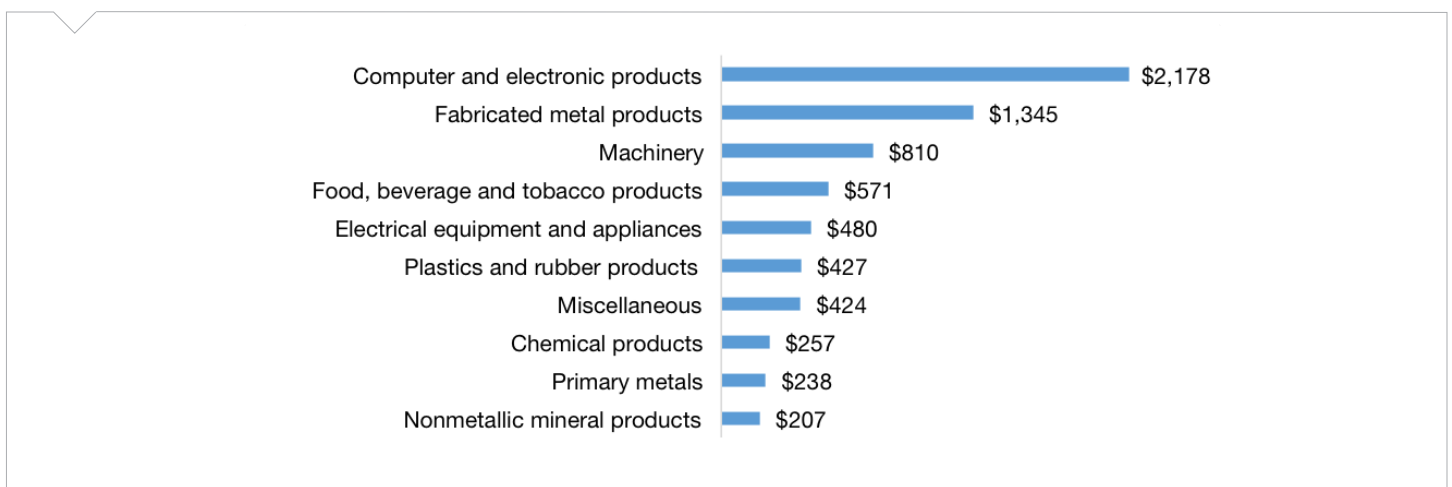 Computer and electronic products $2,178
Fabricated metal products $1,345
Machinery $810
Food, beverage and tobacco products $571
Electrical equipment and appliances $480
Plastics and rubber products $427
Miscellaneous $424
Chemical products $257
Primary metals $238
Nonmetallic mineral products $207